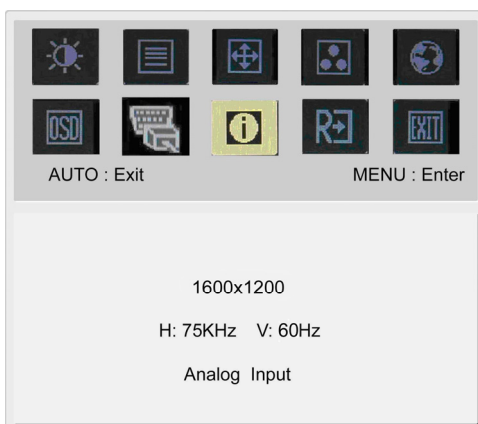 OSD R EXIT
AUTO : Exit MENU : Enter
1600x1200
H: 75KHz V: 60Hz
Analog Input